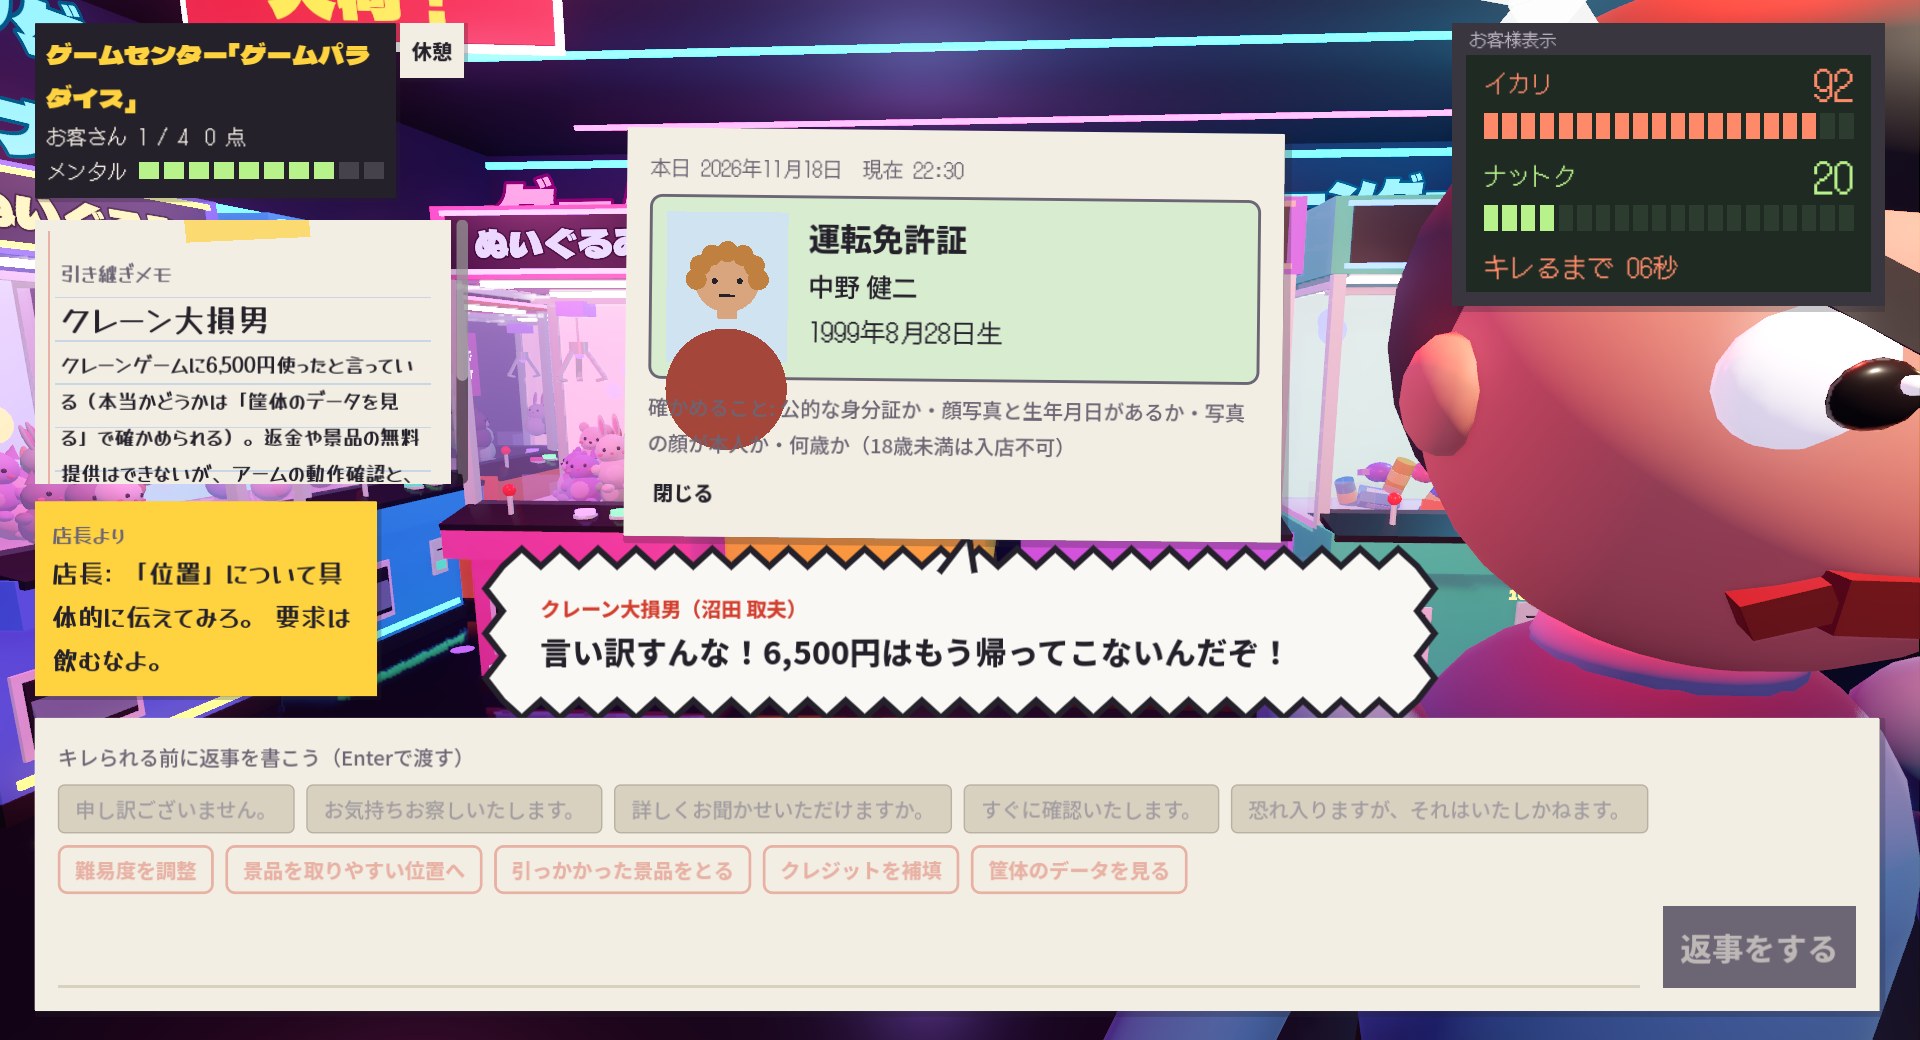 ゲームセンター「ゲームパラ
ダイス」
お客さん 1 / 4 0 点
メンタル
休憩
引き継ぎメモ
クレーン大損男
クレーンゲームに6,500円使ったと言ってい
る（本当かどうかは「筐体のデータを見
る」で確かめられる）。返金や景品の無料
提供はできないが、アームの動作確認と、
店長より
店長: 「位置」について具
体的に伝えてみろ。 要求は
飲むなよ。
ぬいぐるみ
本日 2026年11月18日 現在 22:30
運転免許証
中野 健二
1999年8月28日生
確かめること: 公的な身分証か・顔写真と生年月日があるか・写真
の顔が本人か・何歳か（18歳未満は入店不可）
閉じる
お客様表示
イカリ 92
ナットク 20
キレるまで 06秒
クレーン大損男（沼田 取夫）
言い訳すんな！6,500円はもう帰ってこないんだぞ！
キレられる前に返事を書こう（Enterで渡す）
申し訳ございません。 お気持ちお察しいたします。 詳しくお聞かせいただけますか。 すぐに確認いたします。 恐れ入りますが、それはいたしかねます。
難易度を調整 景品を取りやすい位置へ 引っかかった景品をとる クレジットを補填 筐体のデータを見る
返事をする